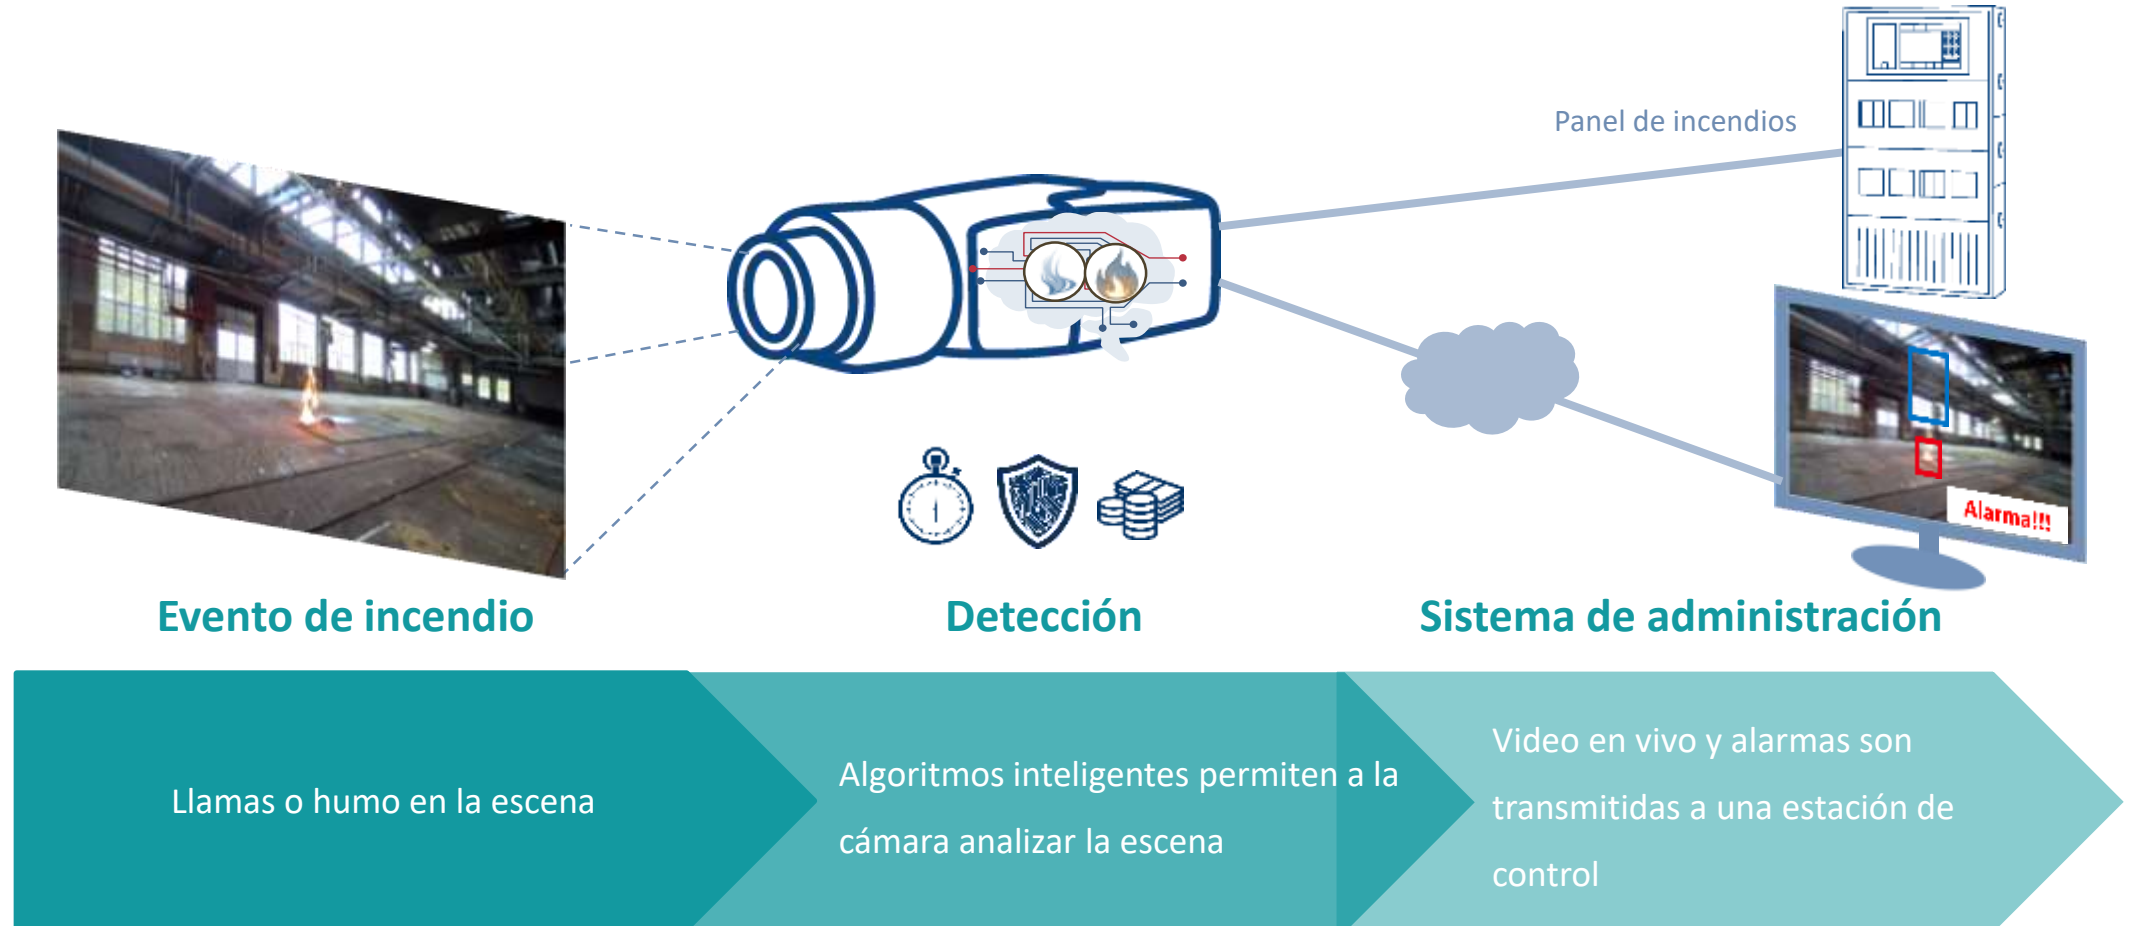 Panel de incendios
Alarma!!!
Evento de incendio
Detección
Sistema de administración
Llamas o humo en la escena
Algoritmos inteligentes permiten a la
cámara analizar la escena
Video en vivo y alarmas son
transmitidas a una estación de
control